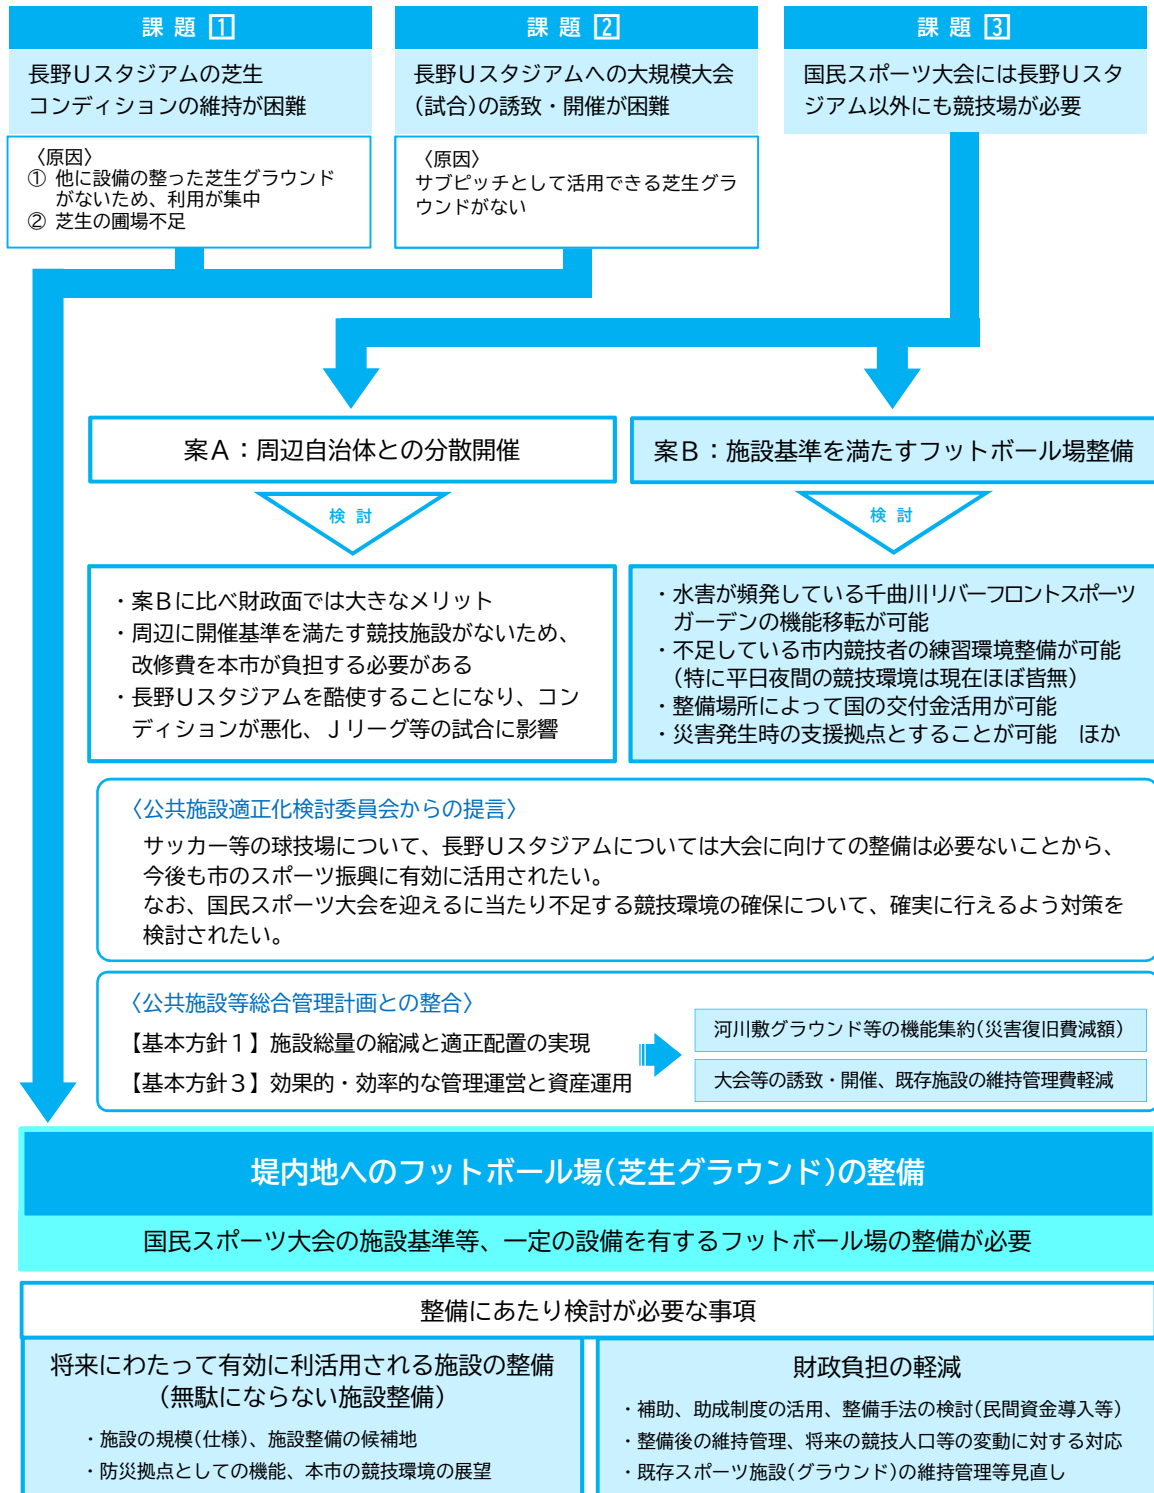 課 題 1
長野Uスタジアムの芝生
コンディションの維持が困難
〈原因〉
① 他に設備の整った芝生グラウンド
がないため、利用が集中
② 芝生の圃場不足
課 題 2
長野Uスタジアムへの大規模大会
(試合)の誘致・開催が困難
〈原因〉
サブピッチとして活用できる芝生グラ
ウンドがない
課 題 3
国民スポーツ大会には長野Uスタ
ジアム以外にも競技場が必要
案A：周辺自治体との分散開催
検 討
・案Bに比べ財政面では大きなメリット
・周辺に開催基準を満たす競技施設がないため、
改修費を本市が負担する必要がある
・長野Uスタジアムを酷使することになり、コン
ディションが悪化、Jリーグ等の試合に影響
案B：施設基準を満たすフットボール場整備
検 討
・水害が頻発している千曲川リバーフロントスポーツ
ガーデンの機能移転が可能
・不足している市内競技者の練習環境整備が可能
(特に平日夜間の競技環境は現在ほぼ皆無)
・整備場所によって国の交付金活用が可能
・災害発生時の支援拠点とすることが可能　ほか
〈公共施設適正化検討委員会からの提言〉
サッカー等の球技場について、長野Uスタジアムについては大会に向けての整備は必要ないことから、
今後も市のスポーツ振興に有効に活用されたい。
なお、国民スポーツ大会を迎えるに当たり不足する競技環境の確保について、確実に行えるよう対策を
検討されたい。
〈公共施設等総合管理計画との整合〉
【基本方針1】施設総量の縮減と適正配置の実現
【基本方針3】効果的・効率的な管理運営と資産運用
河川敷グラウンド等の機能集約(災害復旧費減額)
大会等の誘致・開催、既存施設の維持管理費軽減
堤内地へのフットボール場(芝生グラウンド)の整備
国民スポーツ大会の施設基準等、一定の設備を有するフットボール場の整備が必要
整備にあたり検討が必要な事項
将来にわたって有効に利活用される施設の整備
(無駄にならない施設整備)
・施設の規模(仕様)、施設整備の候補地
・防災拠点としての機能、本市の競技環境の展望
財政負担の軽減
・補助、助成制度の活用、整備手法の検討(民間資金導入等)
・整備後の維持管理、将来の競技人口等の変動に対する対応
・既存スポーツ施設(グラウンド)の維持管理等見直し